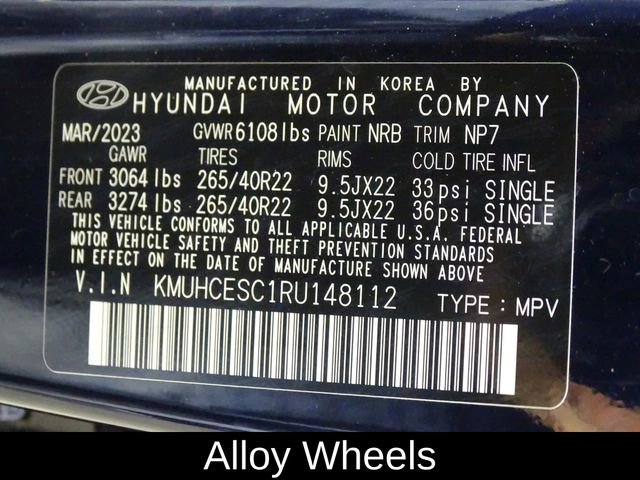 MANUFACTURED IN KOREA BY
HYUNDAI MOTOR COMPANY
MAR/2023 GVWR 6108lbs PAINT NRB TRIM NP7
GAWR TIRES RIMS COLD TIRE INFL
FRONT 3064 lbs 265/40R22 9.5JX22 33psi SINGLE
REAR 3274 lbs 265/40R22 9.5JX22 36psi SINGLE
THIS VEHICLE CONFORMS TO ALL APPLICABLE U.S.A. FEDERAL
MOTOR VEHICLE SAFETY AND THEFT PREVENTION STANDARDS
IN EFFECT ON THE DATE OF MANUFACTURE SHOWN ABOVE.
V.I.N KMUHCESC1RU148112 TYPE : MPV
Alloy Wheels